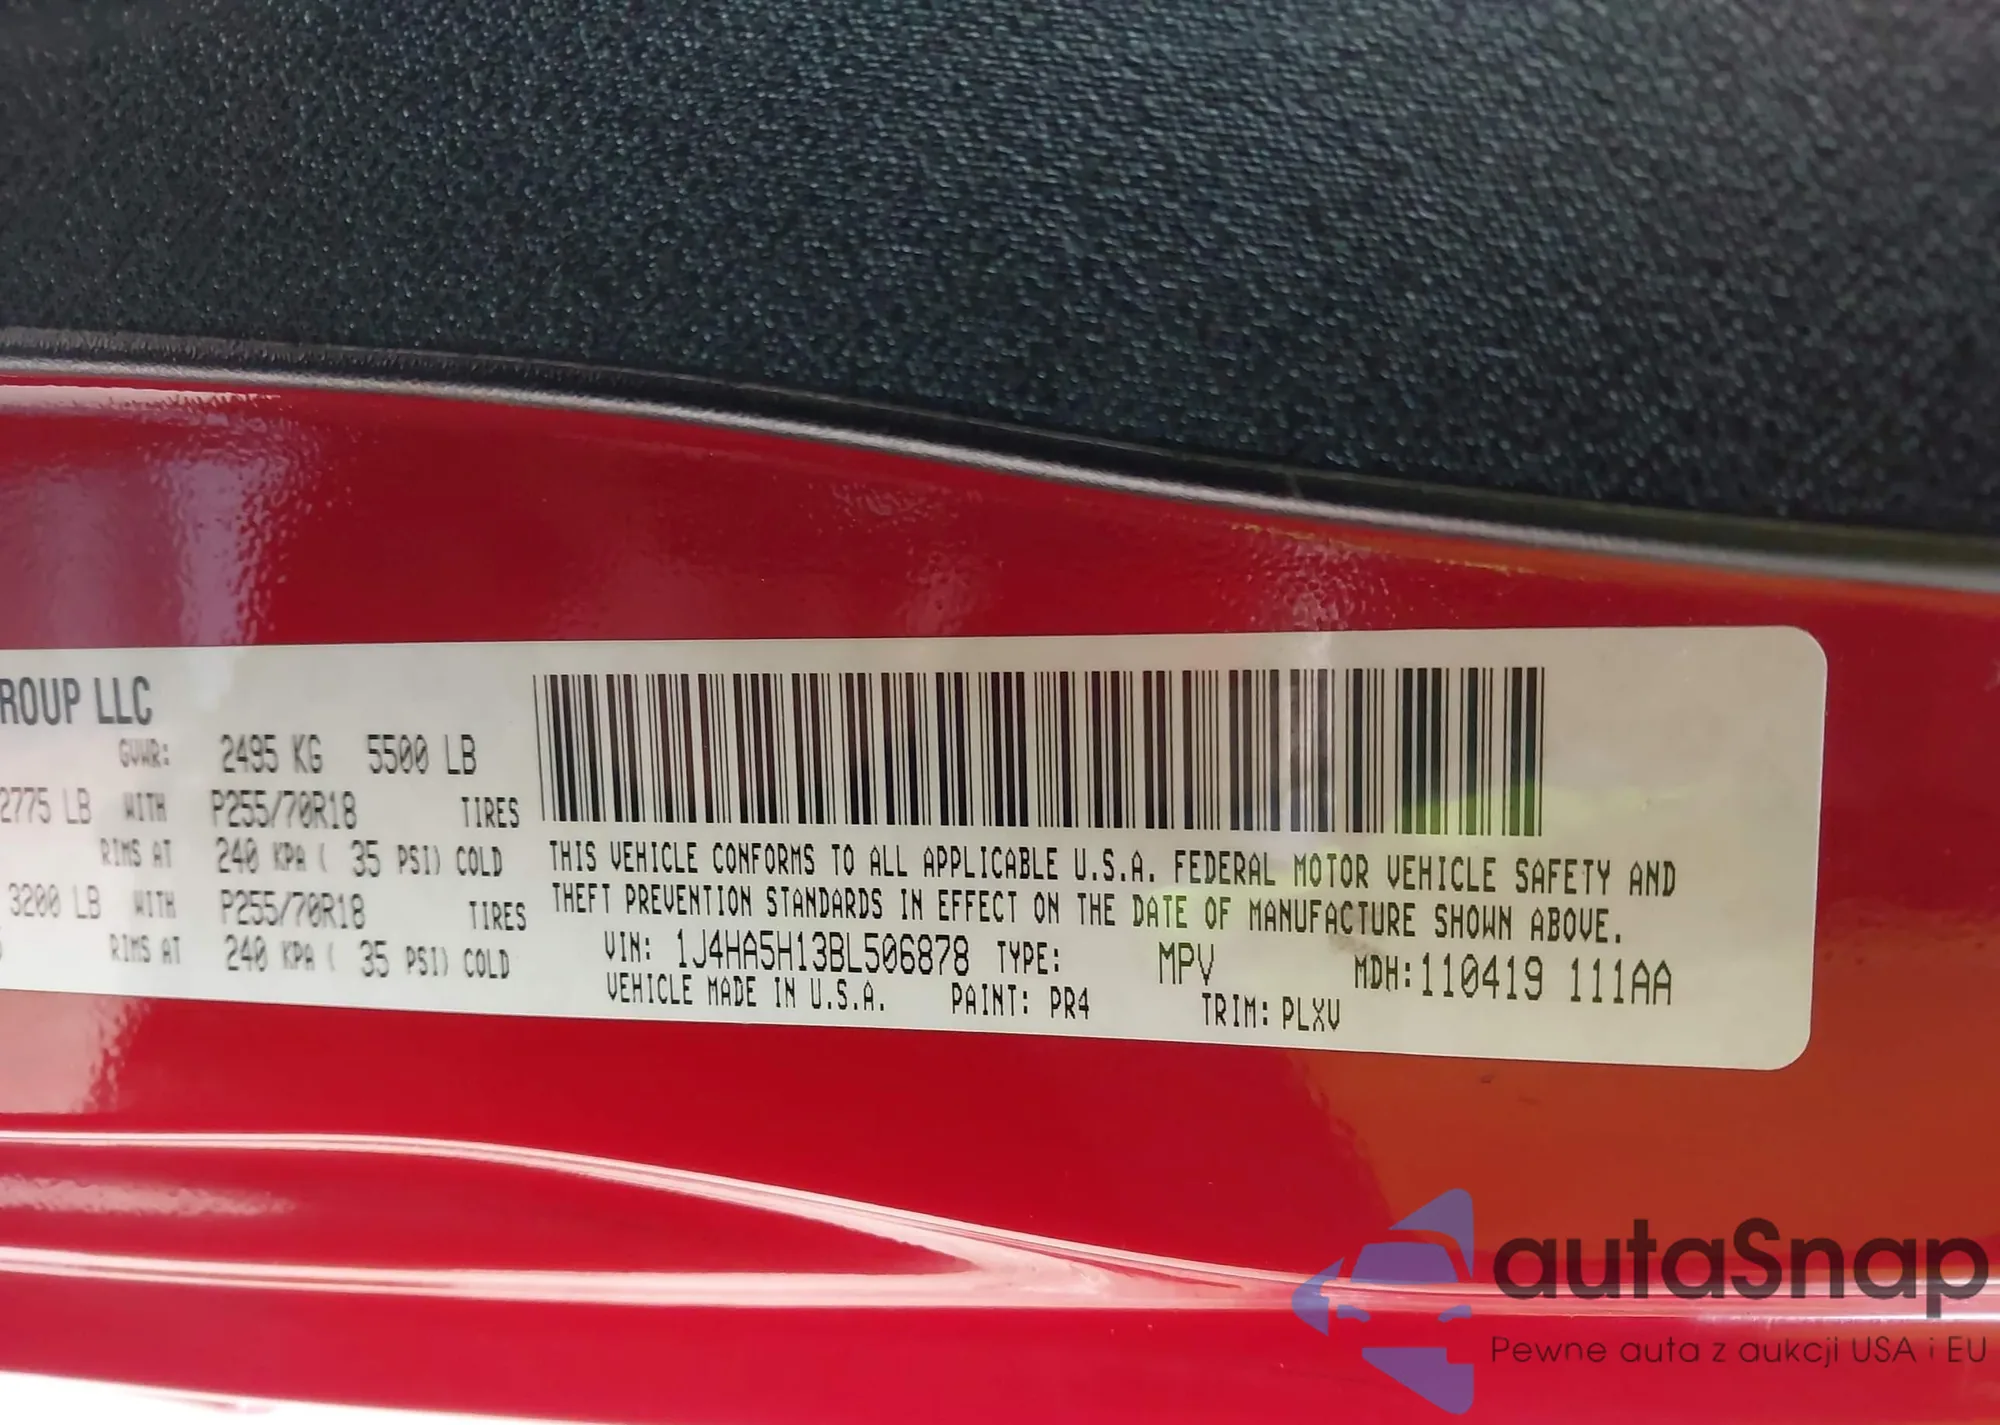 ROUP LLC
GVWR: 2495 KG 5500 LB
2775 LB WITH P255/70R18 TIRES
RIMS AT 240 KPA ( 35 PSI) COLD
3200 LB WITH P255/70R18 TIRES
RIMS AT 240 KPA ( 35 PSI) COLD
THIS VEHICLE CONFORMS TO ALL APPLICABLE U.S.A. FEDERAL MOTOR VEHICLE SAFETY AND
THEFT PREVENTION STANDARDS IN EFFECT ON THE DATE OF MANUFACTURE SHOWN ABOVE.
VIN: 1J4HA5H13BL506878 TYPE: MPV MDH:110419 111AA
VEHICLE MADE IN U.S.A. PAINT: PR4 TRIM: PLXV
autaSnap
Pewne auta z aukcji USA i EU